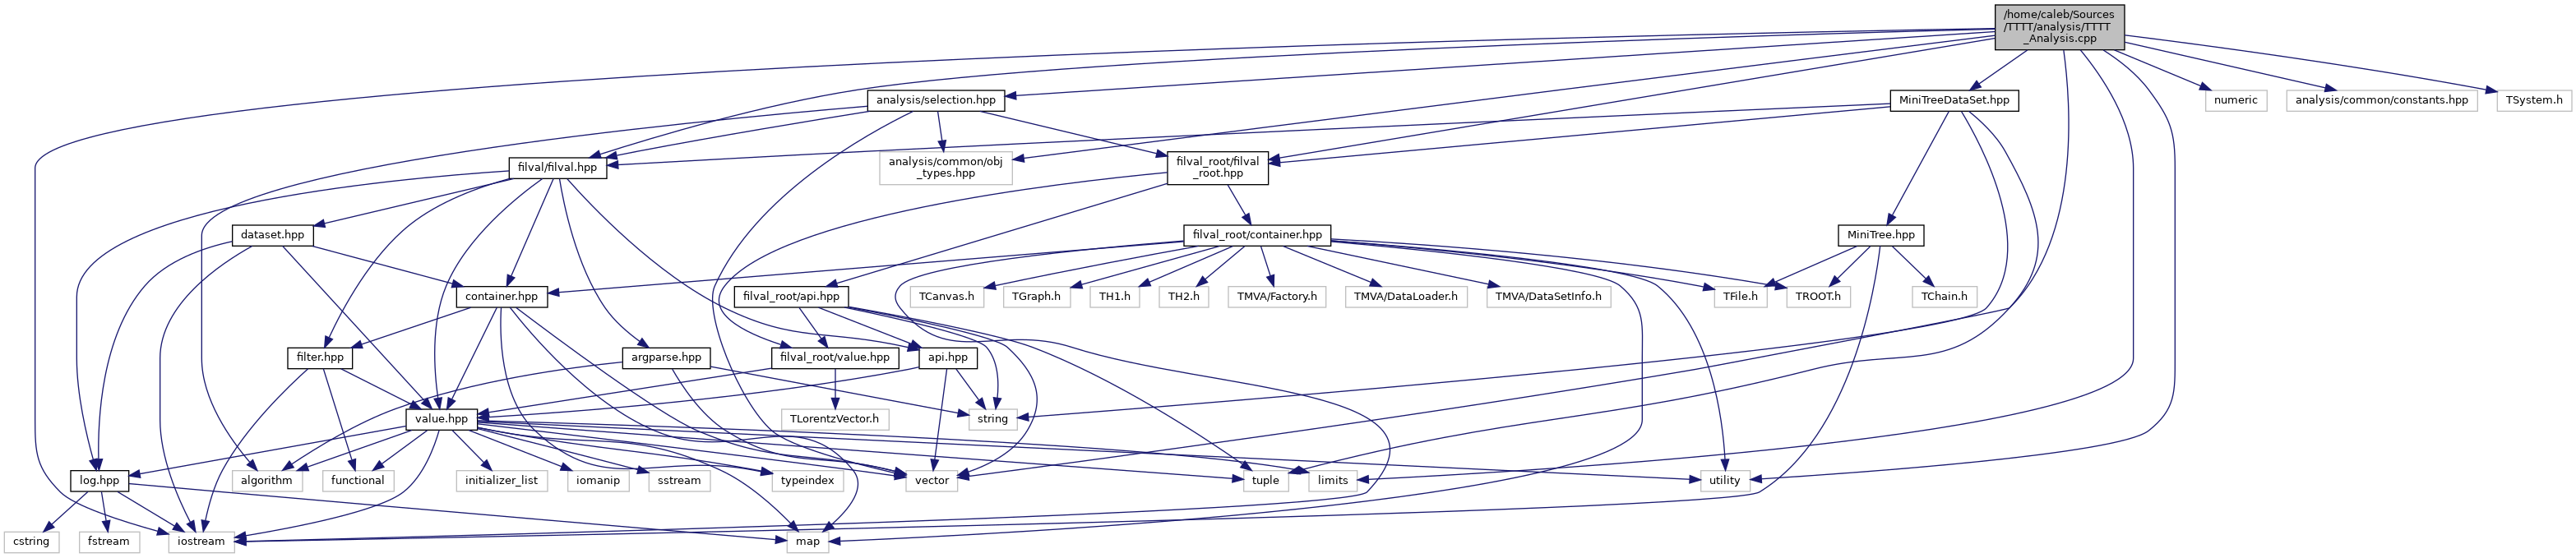 /home/caleb/Sources
/TTTT/analysis/TTTT
_Analysis.cpp
analysis/selection.hpp
MiniTreeDataSet.hpp
numeric
analysis/common/constants.hpp
TSystem.h
filval/filval.hpp
analysis/common/obj
_types.hpp
filval_root/filval
_root.hpp
dataset.hpp
filval_root/container.hpp
MiniTree.hpp
container.hpp
filval_root/api.hpp
TCanvas.h
TGraph.h
TH1.h
TH2.h
TMVA/Factory.h
TMVA/DataLoader.h
TMVA/DataSetInfo.h
TFile.h
TROOT.h
TChain.h
filter.hpp
argparse.hpp
filval_root/value.hpp
api.hpp
value.hpp
TLorentzVector.h
string
log.hpp
algorithm
functional
initializer_list
iomanip
sstream
typeindex
vector
tuple
limits
utility
cstring
fstream
iostream
map